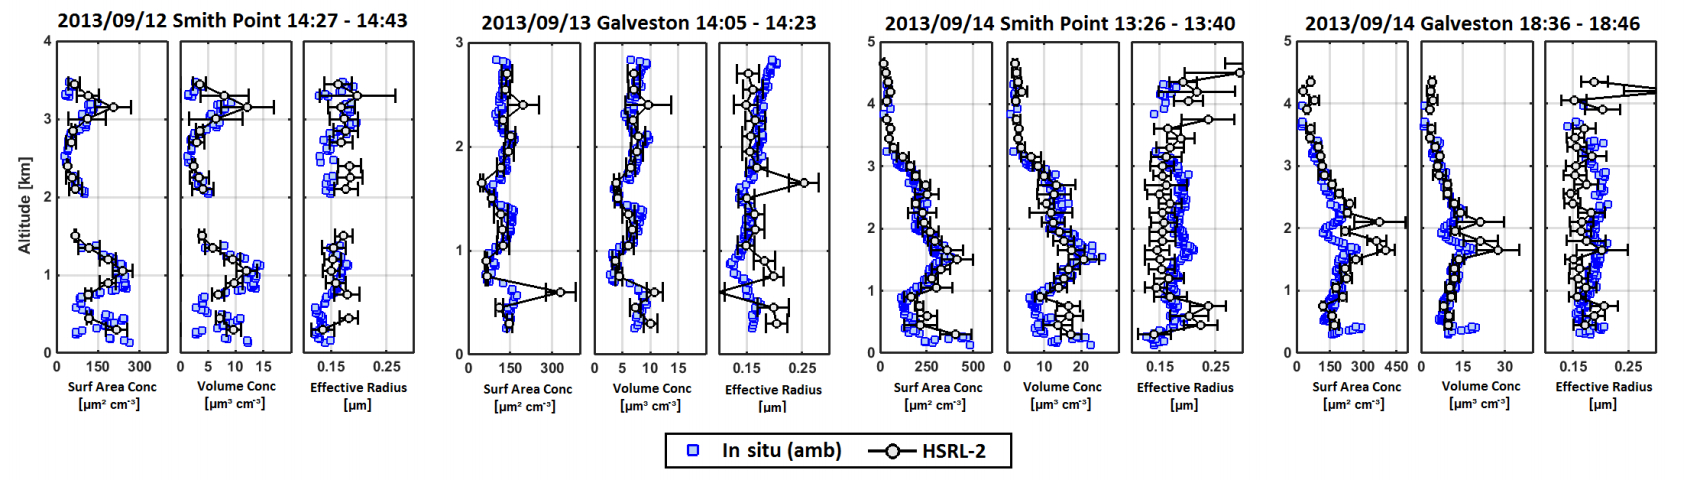 2013/09/12 Smith Point 14:27 - 14:43
2013/09/13 Galveston 14:05 - 14:23
2013/09/14 Smith Point 13:26 - 13:40
2013/09/14 Galveston 18:36 - 18:46
Altitude [km]
4
3
2
1
0
3
2
1
0
5
4
3
2
1
0
5
4
3
2
1
0
0 150 300
0 5 10 15
0.15 0.25
0 150 300
0 5 10 15
0.15 0.25
0 250 500
0 10 20
0.15 0.25
0 150 300 450
0 15 30
0.15 0.25
Surf Area Conc
[µm² cm⁻³]
Volume Conc
[µm³ cm⁻³]
Effective Radius
[µm]
Surf Area Conc
[µm² cm⁻³]
Volume Conc
[µm³ cm⁻³]
Effective Radius
[µm]
Surf Area Conc
[µm² cm⁻³]
Volume Conc
[µm³ cm⁻³]
Effective Radius
[µm]
Surf Area Conc
[µm² cm⁻³]
Volume Conc
[µm³ cm⁻³]
Effective Radius
[µm]
In situ (amb) HSRL-2